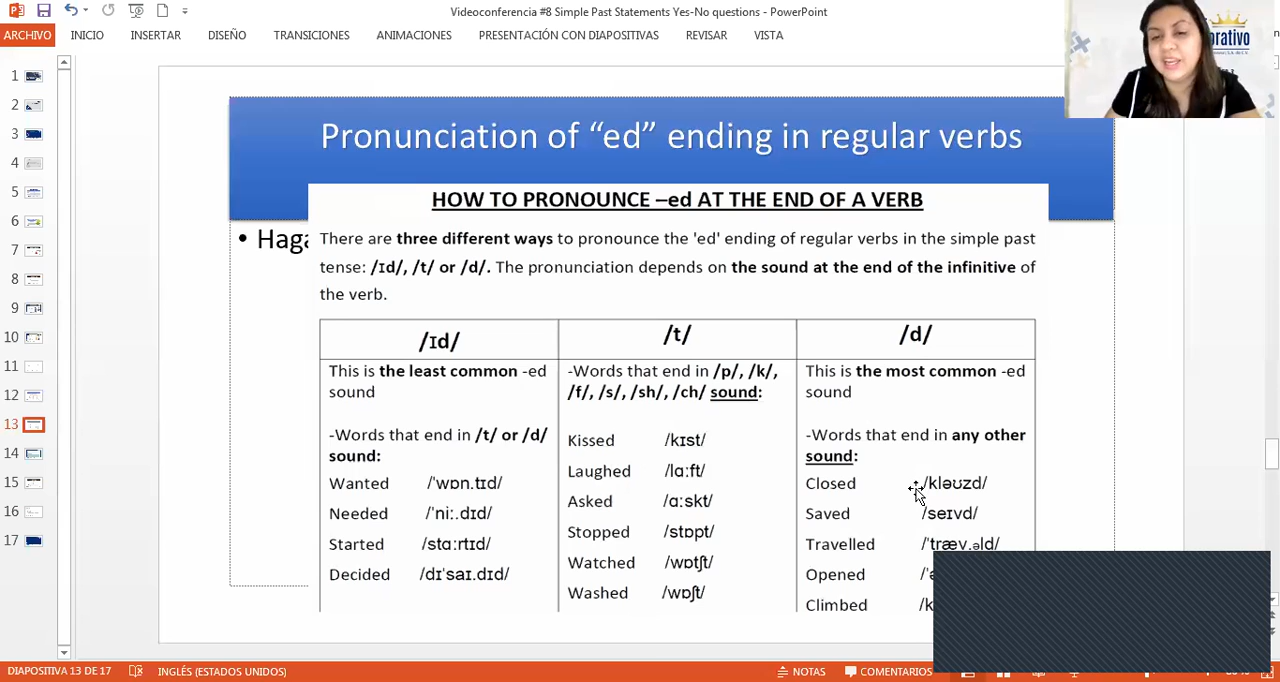 Videoconferencia #8 Simple Past Statements Yes-No questions - PowerPoint
ARCHIVO INICIO INSERTAR DISEÑO TRANSICIONES ANIMACIONES PRESENTACIÓN CON DIAPOSITIVAS REVISAR VISTA
1
2
3
4
5
6
7
8
9
10
11
12
13
14
15
16
17
Pronunciation of “ed” ending in regular verbs
HOW TO PRONOUNCE –ed AT THE END OF A VERB
There are three different ways to pronounce the 'ed' ending of regular verbs in the simple past
tense: /ɪd/, /t/ or /d/. The pronunciation depends on the sound at the end of the infinitive of
the verb.
/ɪd/
This is the least common -ed
sound
-Words that end in /t/ or /d/
sound:
Wanted /ˈwɒn.tɪd/
Needed /ˈniː.dɪd/
Started /stɑːrtɪd/
Decided /dɪˈsaɪ.dɪd/
/t/
-Words that end in /p/, /k/,
/f/, /s/, /sh/, /ch/ sound:
Kissed /kɪst/
Laughed /lɑːft/
Asked /ɑːskt/
Stopped /stɒpt/
Watched /wɒtʃt/
Washed /wɒʃt/
/d/
This is the most common -ed
sound
-Words that end in any other
sound:
Closed /kləʊzd/
Saved /seɪvd/
Travelled /ˈtræv.əld/
Opened
Climbed
DIAPOSITIVA 13 DE 17 INGLÉS (ESTADOS UNIDOS) NOTAS COMENTARIOS